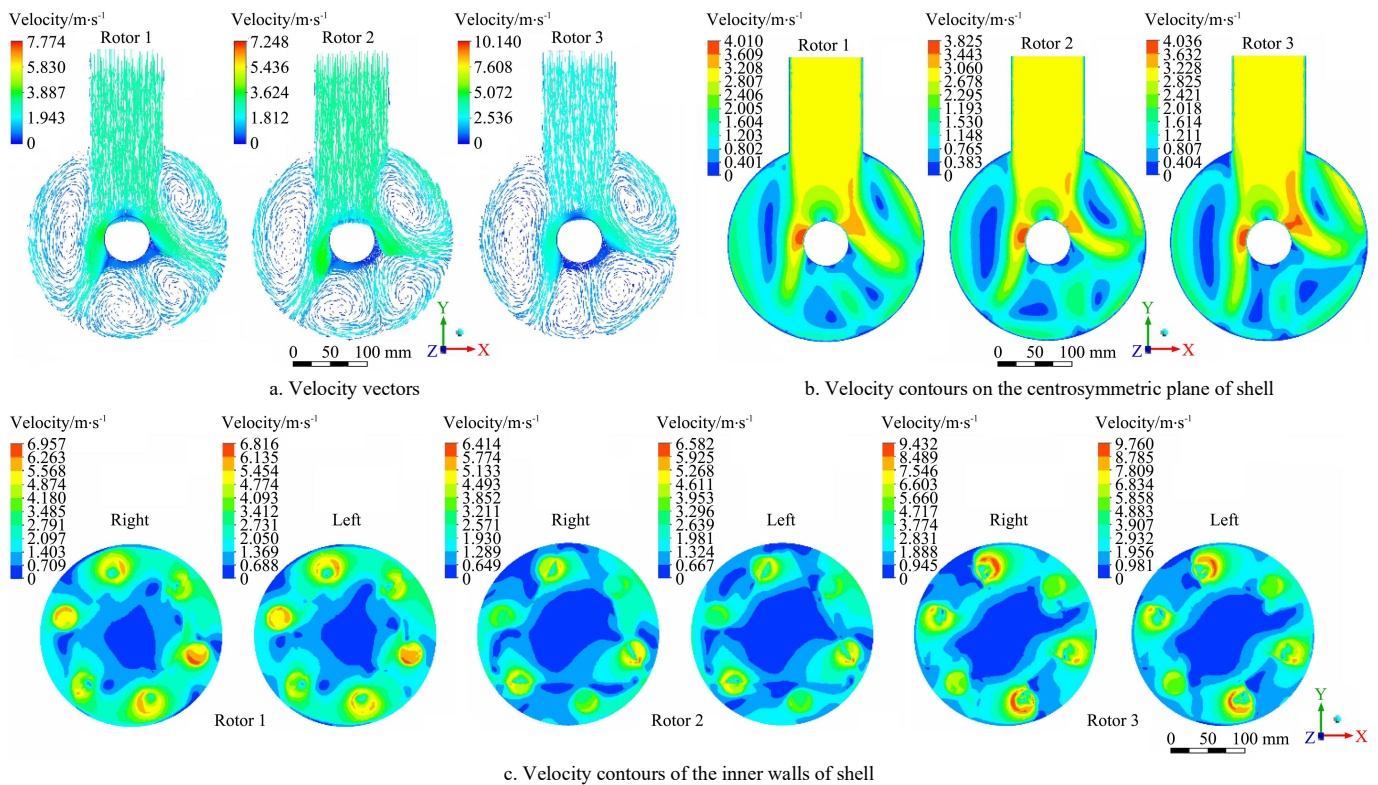 Velocity/m·s⁻¹
Rotor 1
7.774
5.830
3.887
1.943
0
Velocity/m·s⁻¹
Rotor 2
7.248
5.436
3.624
1.812
0
Velocity/m·s⁻¹
Rotor 3
10.140
7.608
5.072
2.536
0
Y
Z
X
0 50 100 mm
a. Velocity vectors
Velocity/m·s⁻¹
Rotor 1
4.010
3.609
3.208
2.807
2.406
2.005
1.604
1.203
0.802
0.401
0
Velocity/m·s⁻¹
Rotor 2
3.825
3.443
3.060
2.678
2.295
1.193
1.530
1.148
0.765
0.383
0
Velocity/m·s⁻¹
Rotor 3
4.036
3.632
3.228
2.825
2.421
2.018
1.614
1.211
0.807
0.404
0
Y
Z
X
0 50 100 mm
b. Velocity contours on the centrosymmetric plane of shell
Velocity/m·s⁻¹
6.957
6.263
5.568
4.874
4.180
3.485
2.791
2.097
1.403
0.709
0
Right
Velocity/m·s⁻¹
6.816
6.135
5.454
4.774
4.093
3.412
2.731
2.050
1.369
0.688
0
Left
Rotor 1
Velocity/m·s⁻¹
6.414
5.774
5.133
4.493
3.852
3.211
2.571
1.930
1.289
0.649
0
Right
Velocity/m·s⁻¹
6.582
5.925
5.268
4.611
3.953
3.296
2.639
1.981
1.324
0.667
0
Left
Rotor 2
Velocity/m·s⁻¹
9.432
8.489
7.546
6.603
5.660
4.717
3.774
2.831
1.888
0.945
0
Right
Velocity/m·s⁻¹
9.760
8.785
7.809
6.834
5.858
4.883
3.907
2.932
1.956
0.981
0
Left
Rotor 3
Y
Z
X
0 50 100 mm
c. Velocity contours of the inner walls of shell